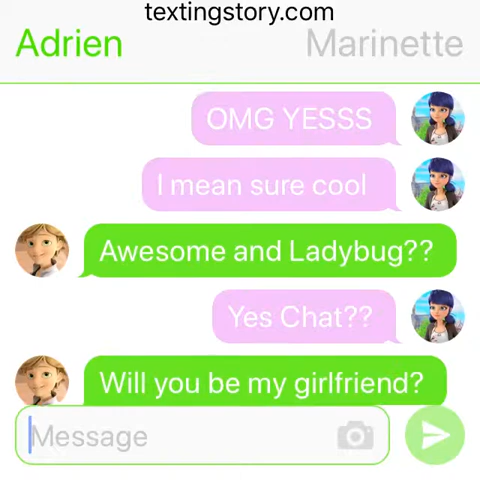 textingstory.com
Adrien Marinette
OMG YESSS
I mean sure cool
Awesome and Ladybug??
Yes Chat??
Will you be my girlfriend?
Message